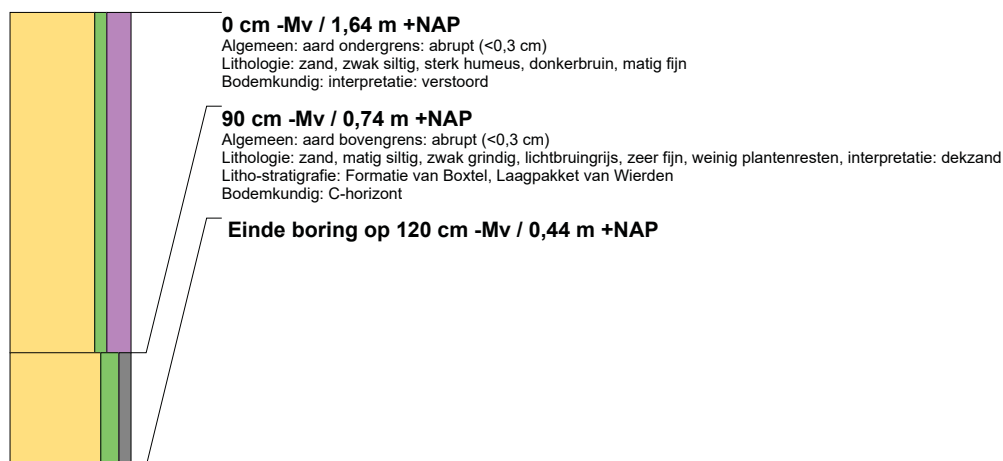 0 cm -Mv / 1,64 m +NAP
Algemeen: aard ondergrens: abrupt (<0,3 cm)
Lithologie: zand, zwak siltig, sterk humeus, donkerbruin, matig fijn
Bodemkundig: interpretatie: verstoord
90 cm -Mv / 0,74 m +NAP
Algemeen: aard bovengrens: abrupt (<0,3 cm)
Lithologie: zand, matig siltig, zwak grindig, lichtbruingrijs, zeer fijn, weinig plantenresten, interpretatie: dekzand
Litho-stratigrafie: Formatie van Boxtel, Laagpakket van Wierden
Bodemkundig: C-horizont
Einde boring op 120 cm -Mv / 0,44 m +NAP